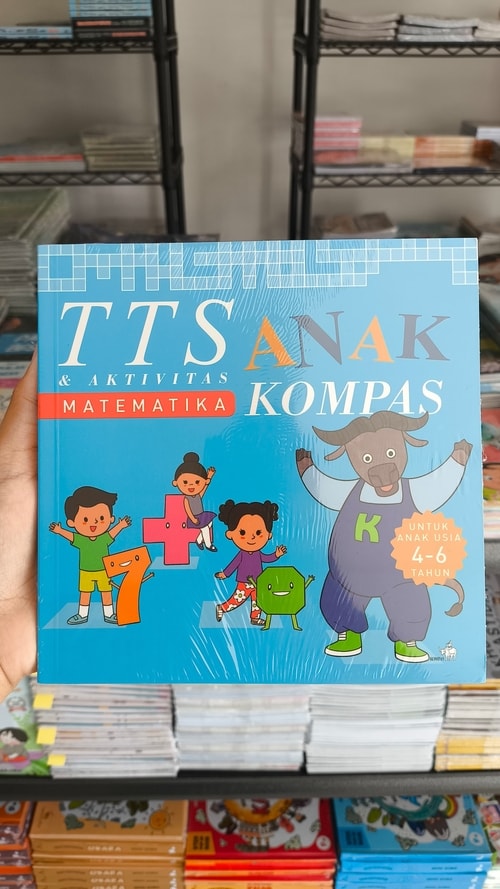 TTS ANAK
& AKTIVITAS
MATEMATIKA
KOMPAS
7
K
UNTUK
ANAK USIA
4-6
TAHUN